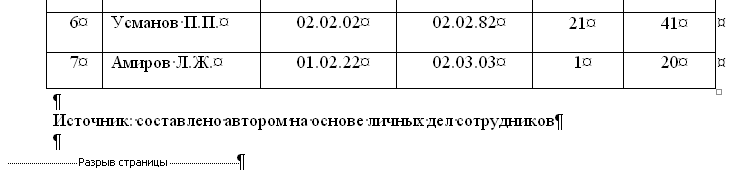 6 Усманов П.П. 02.02.02 02.02.82 21 41
7 Амиров Л.Ж. 01.02.22 02.03.03 1 20
Источник: составлено автором на основе личных дел сотрудников
Разрыв страницы